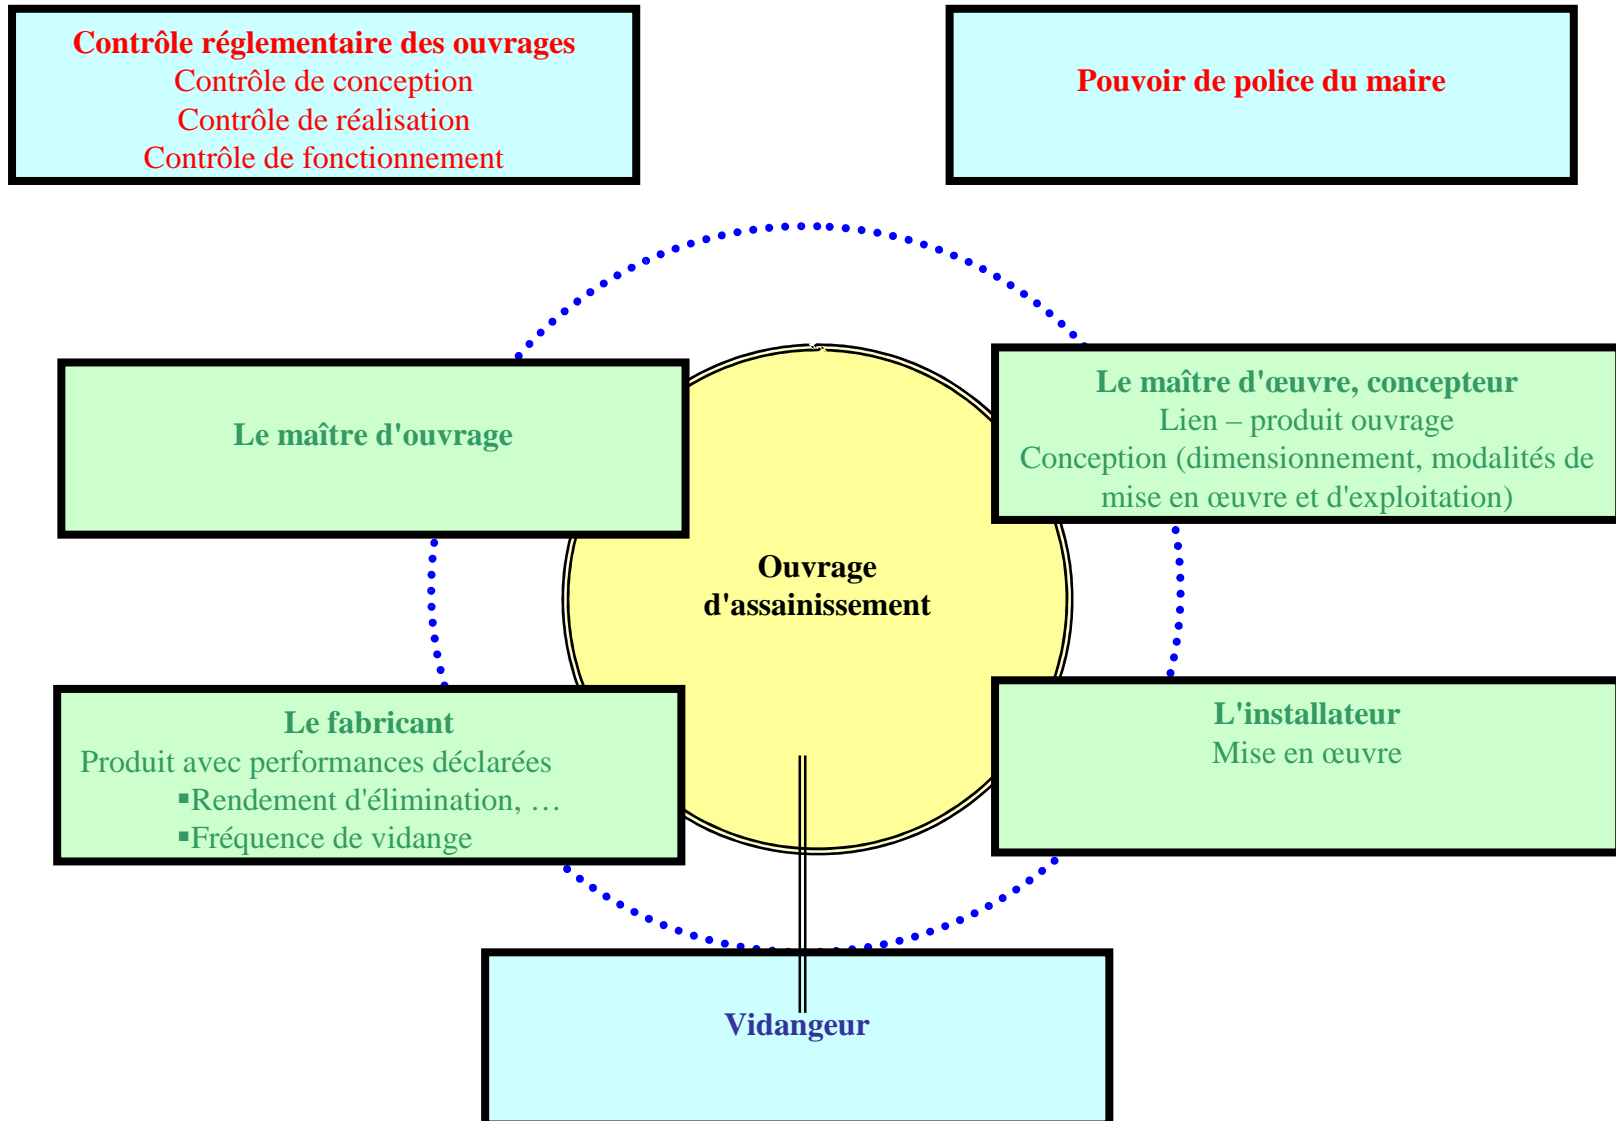 Contrôle réglementaire des ouvrages
Contrôle de conception
Contrôle de réalisation
Contrôle de fonctionnement
Pouvoir de police du maire
Le maître d'ouvrage
Le maître d'œuvre, concepteur
Lien – produit ouvrage
Conception (dimensionnement, modalités de
mise en œuvre et d'exploitation)
Ouvrage
d'assainissement
Le fabricant
Produit avec performances déclarées
▪Rendement d'élimination, …
▪Fréquence de vidange
L'installateur
Mise en œuvre
Vidangeur